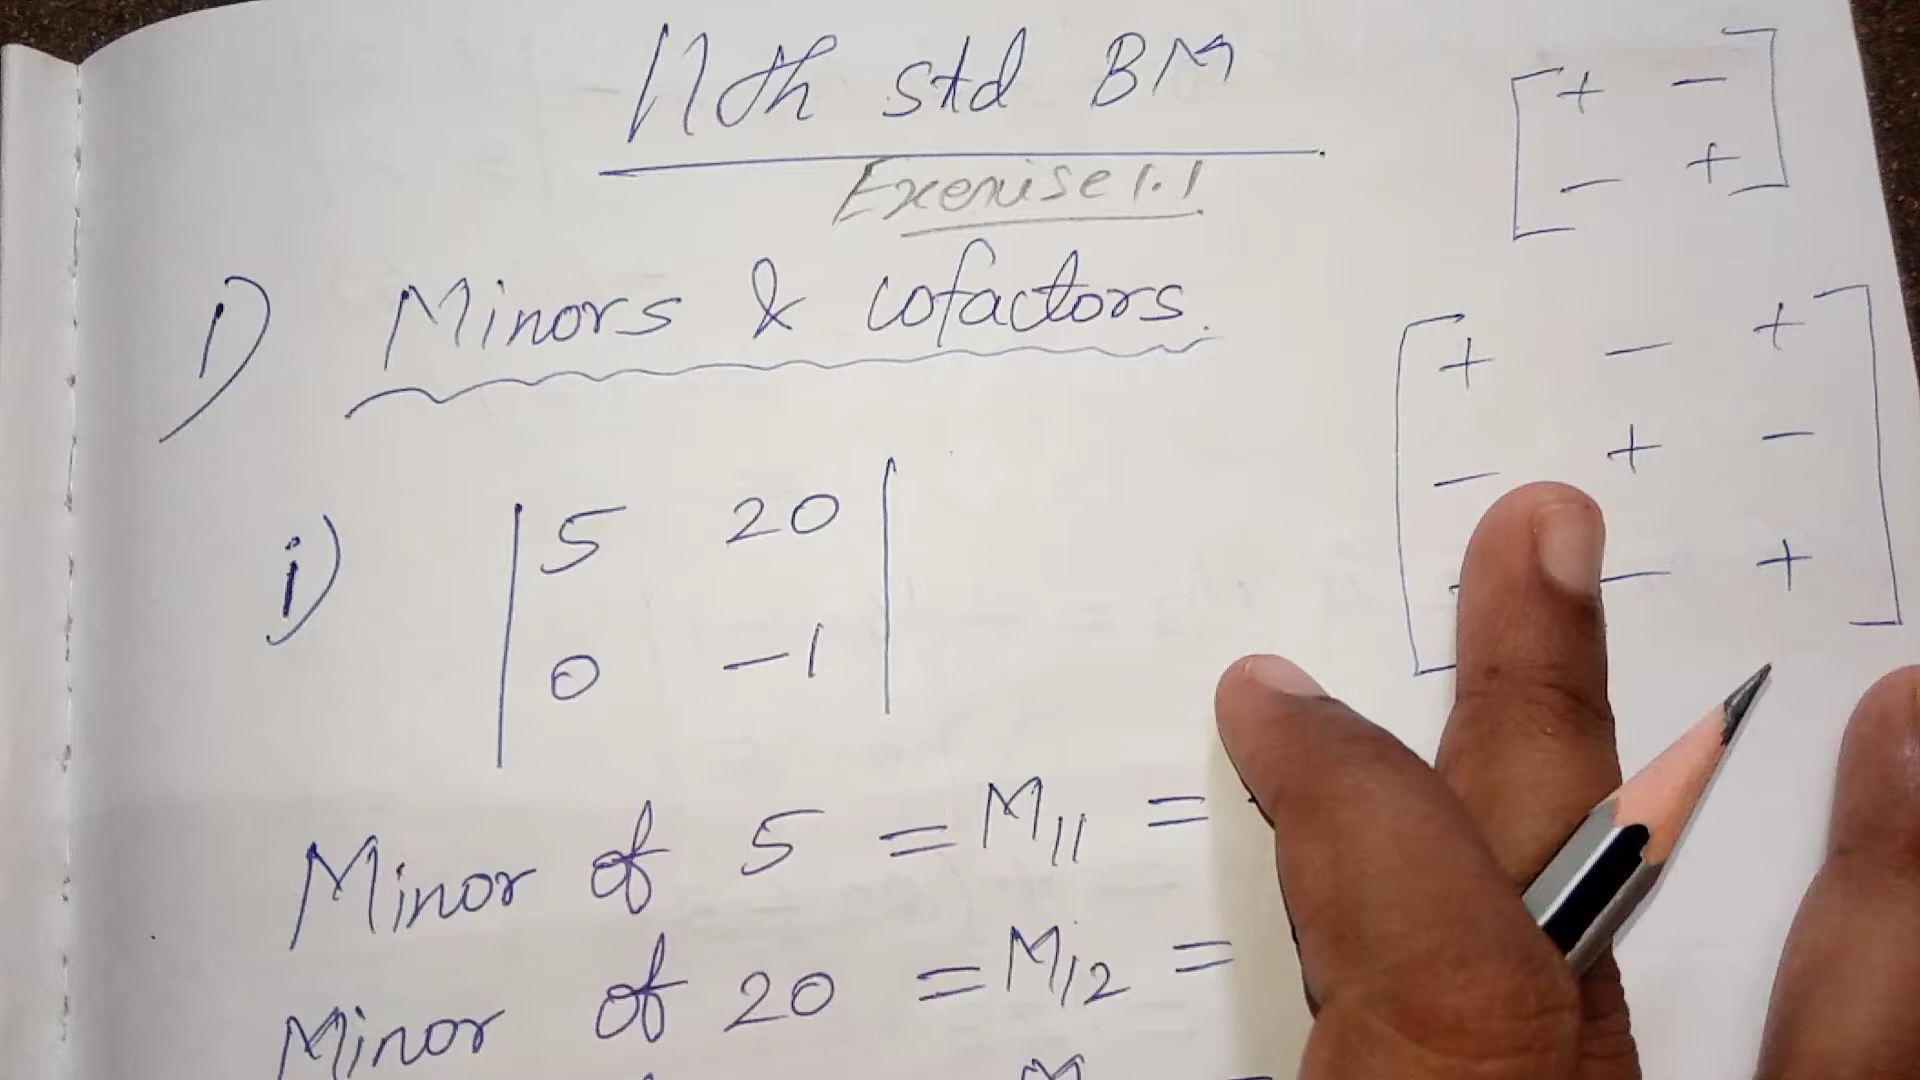 11th std BM
Exercise 1.1
1) Minors & cofactors.
i) | 5 20 |
| 0 -1 |
Minor of 5 = M11 =
Minor of 20 = M12 =
M =
[ + -
- + ]
[ + - +
- + -
- + ]